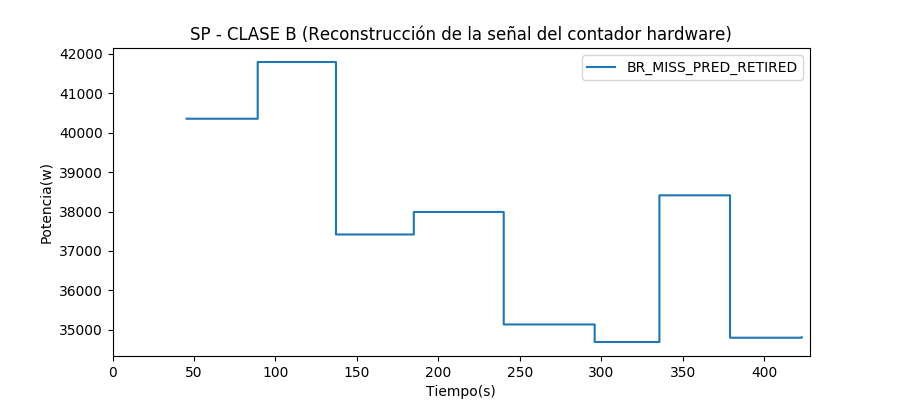 SP - CLASE B (Reconstrucción de la señal del contador hardware)
BR_MISS_PRED_RETIRED
42000
41000
40000
39000
38000
37000
36000
35000
Potencia(w)
0 50 100 150 200 250 300 350 400
Tiempo(s)